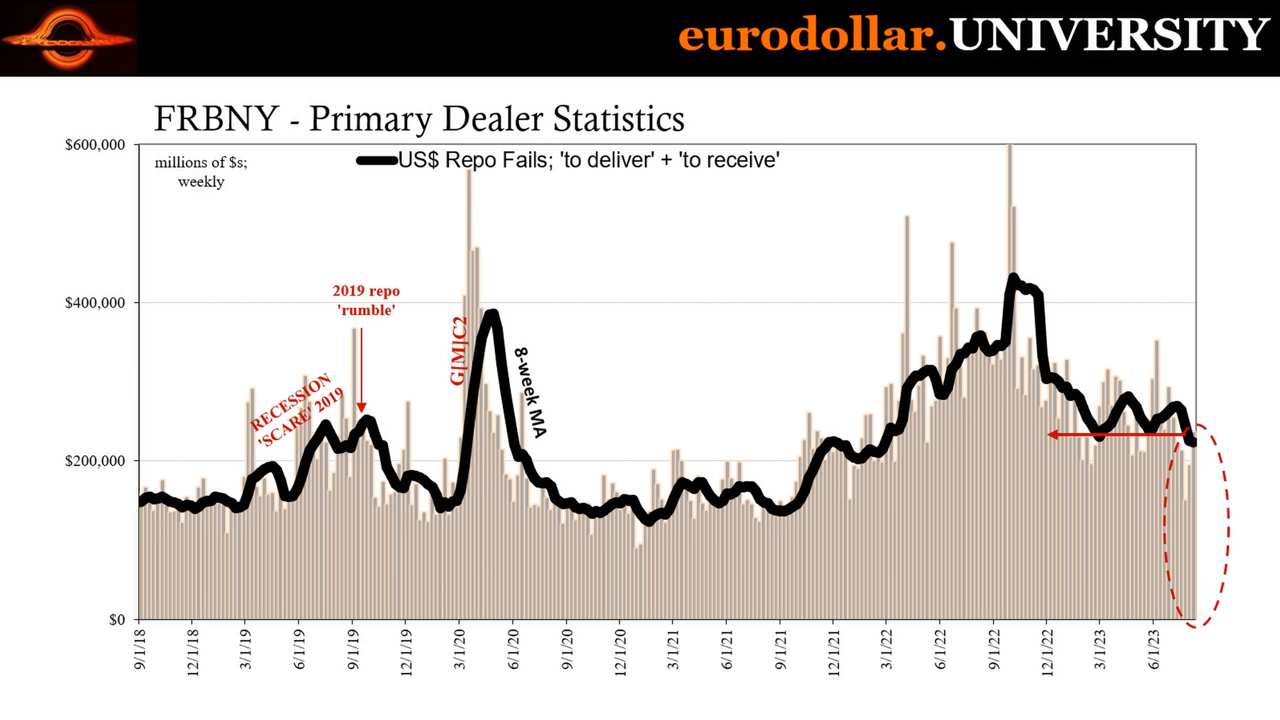 eurodollar.UNIVERSITY
FRBNY - Primary Dealer Statistics
$600,000
millions of $s;
weekly
US$ Repo Fails; 'to deliver' + 'to receive'
$400,000
2019 repo
'rumble'
G|M|C2
8-week MA
RECESSION
'SCARE' 2019
$200,000
$0
9/1/18
12/1/18
3/1/19
6/1/19
9/1/19
12/1/19
3/1/20
6/1/20
9/1/20
12/1/20
3/1/21
6/1/21
9/1/21
12/1/21
3/1/22
6/1/22
9/1/22
12/1/22
3/1/23
6/1/23